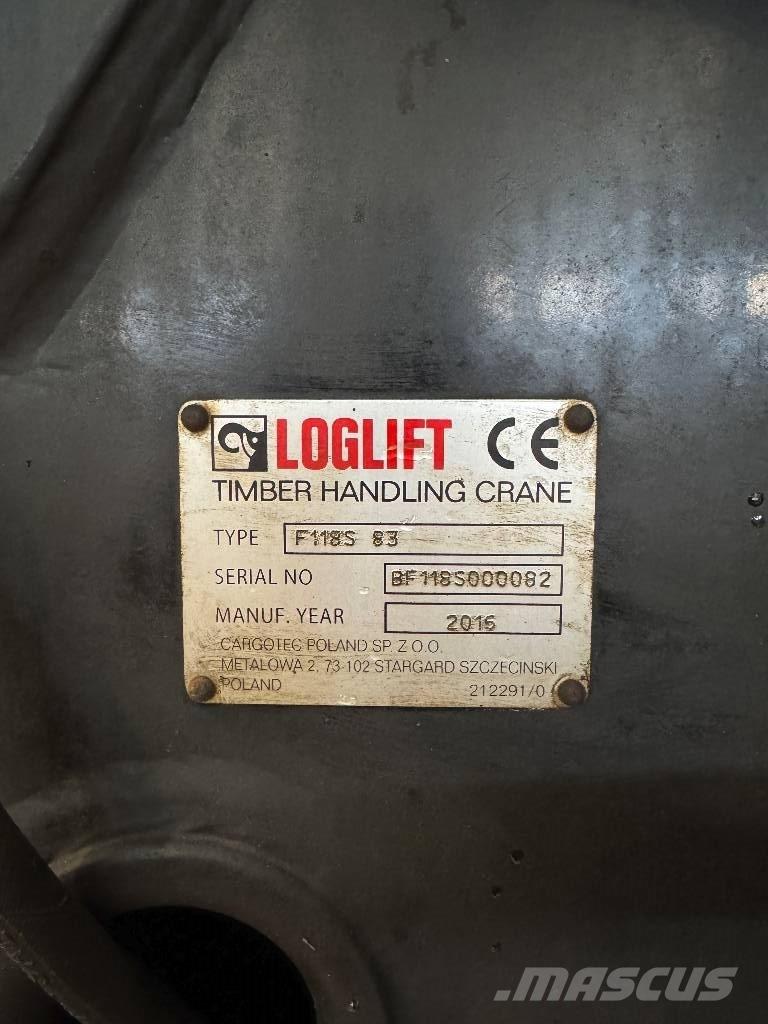 LOGLIFT CE
TIMBER HANDLING CRANE
TYPE F118S 83
SERIAL NO BF118S000082
MANUF. YEAR 2016
CARGOTEC POLAND SP. Z O.O.
METALOWA 2, 73-102 STARGARD SZCZECINSKI
POLAND 212291/0
MASCUS